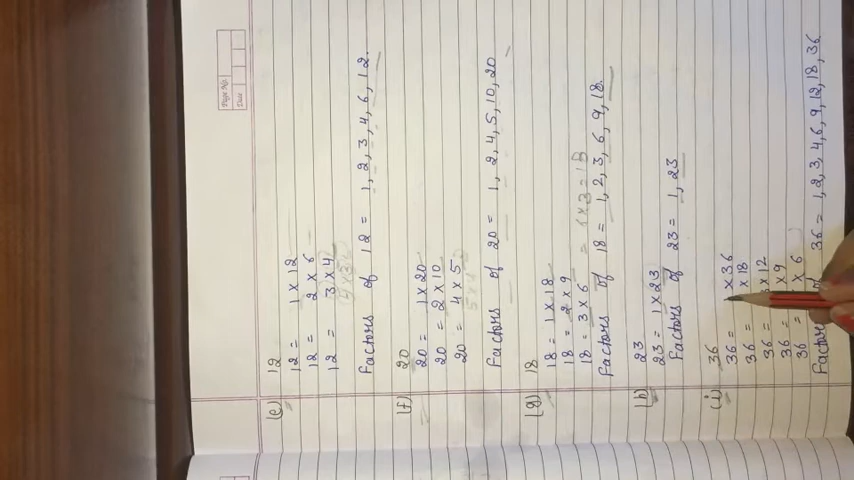 Page No.
Date
(e) 12
12 = 1 x 12
12 = 2 x 6
12 = 3 x 4
Factors of 12 = 1, 2, 3, 4, 6, 12.
(f) 20
20 = 1 x 20
20 = 2 x 10
20 = 4 x 5
Factors of 20 = 1, 2, 4, 5, 10, 20
(g) 18
18 = 1 x 18
18 = 2 x 9
18 = 3 x 6 = 6 x 3 = 18
Factors of 18 = 1, 2, 3, 6, 9, 18.
(h) 23
23 = 1 x 23
Factors of 23 = 1, 23
(i) 36
36 = x 36
36 = x 18
36 = x 12
36 = x 9
36 = x 6
Factors of 36 = 1, 2, 3, 4, 6, 9, 12, 18, 36